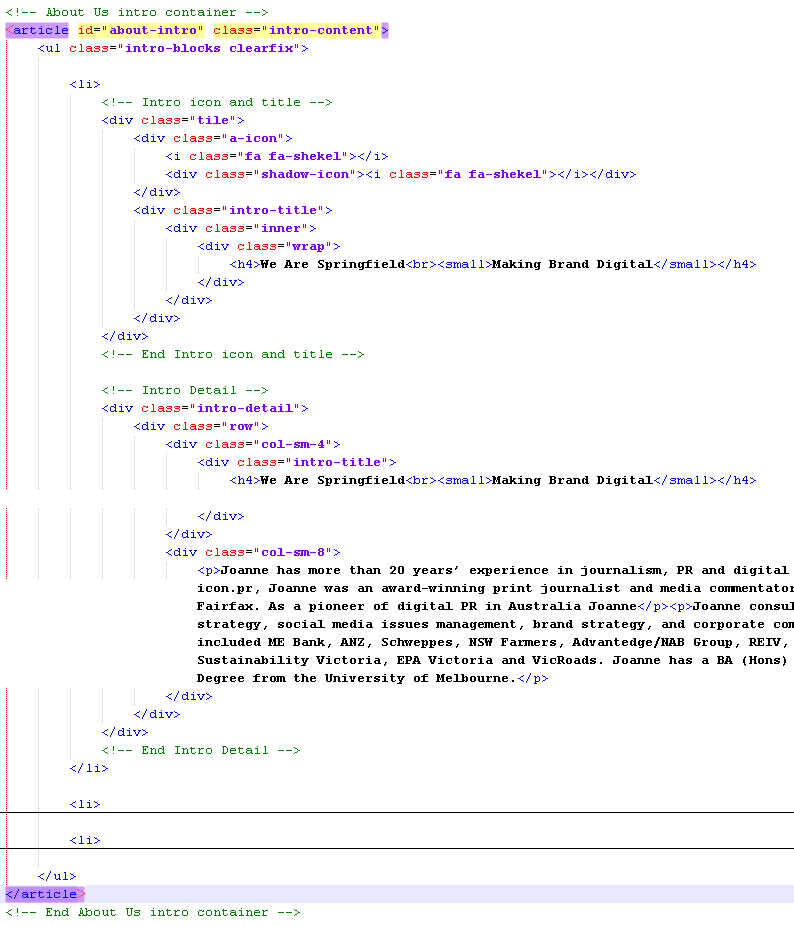 <!-- About Us intro container -->
<article id="about-intro" class="intro-content">
<ul class="intro-blocks clearfix">
<li>
<!-- Intro icon and title -->
<div class="tile">
<div class="a-icon">
<i class="fa fa-shekel"></i>
<div class="shadow-icon"><i class="fa fa-shekel"></i></div>
</div>
<div class="intro-title">
<div class="inner">
<div class="wrap">
<h4>We Are Springfield<br><small>Making Brand Digital</small></h4>
</div>
</div>
</div>
</div>
<!-- End Intro icon and title -->
<!-- Intro Detail -->
<div class="intro-detail">
<div class="row">
<div class="col-sm-4">
<div class="intro-title">
<h4>We Are Springfield<br><small>Making Brand Digital</small></h4>
</div>
</div>
<div class="col-sm-8">
<p>Joanne has more than 20 years’ experience in journalism, PR and digital
icon.pr, Joanne was an award-winning print journalist and media commentator
Fairfax. As a pioneer of digital PR in Australia Joanne</p><p>Joanne consul
strategy, social media issues management, brand strategy, and corporate com
included ME Bank, ANZ, Schweppes, NSW Farmers, Advantedge/NAB Group, REIV,
Sustainability Victoria, EPA Victoria and VicRoads. Joanne has a BA (Hons)
Degree from the University of Melbourne.</p>
</div>
</div>
</div>
<!-- End Intro Detail -->
</li>
<li>
<li>
</ul>
</article>
<!-- End About Us intro container -->